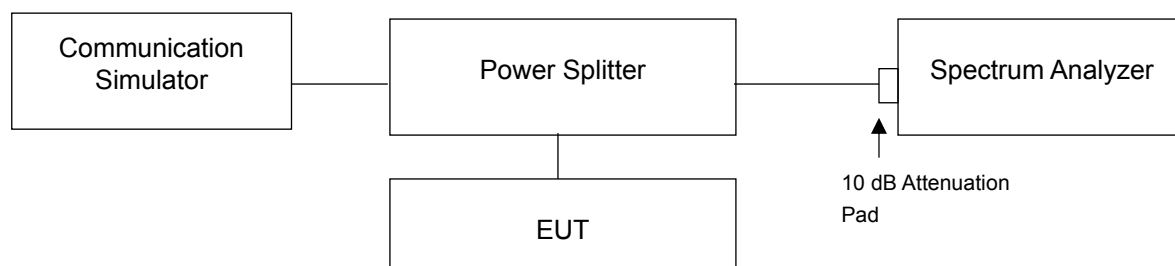 Communication
Simulator
Power Splitter
Spectrum Analyzer
10 dB Attenuation
Pad
EUT